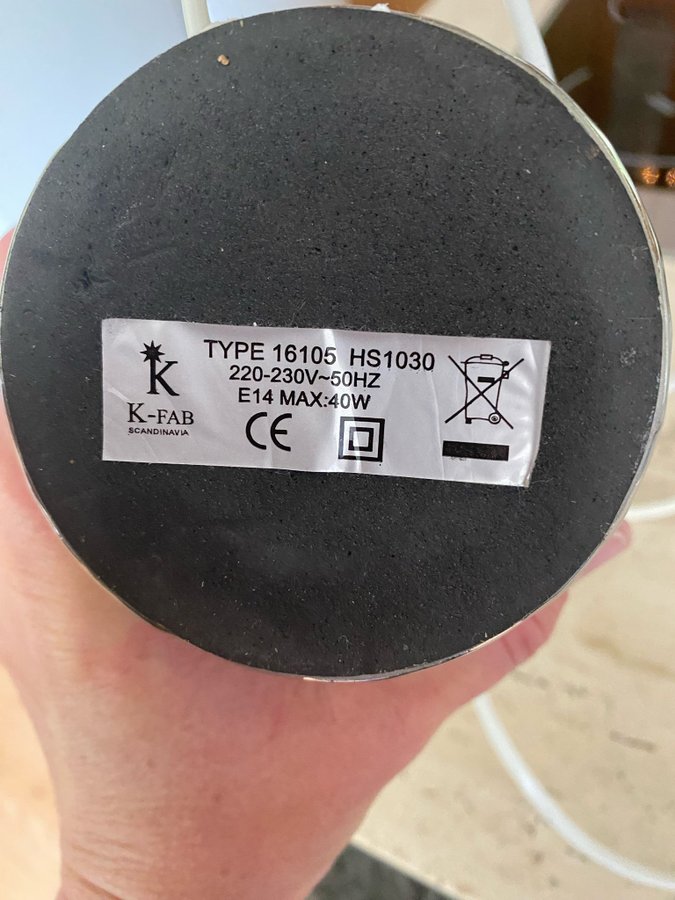 K
K-FAB
SCANDINAVIA
TYPE 16105 HS1030
220-230V~50HZ
E14 MAX:40W
CE